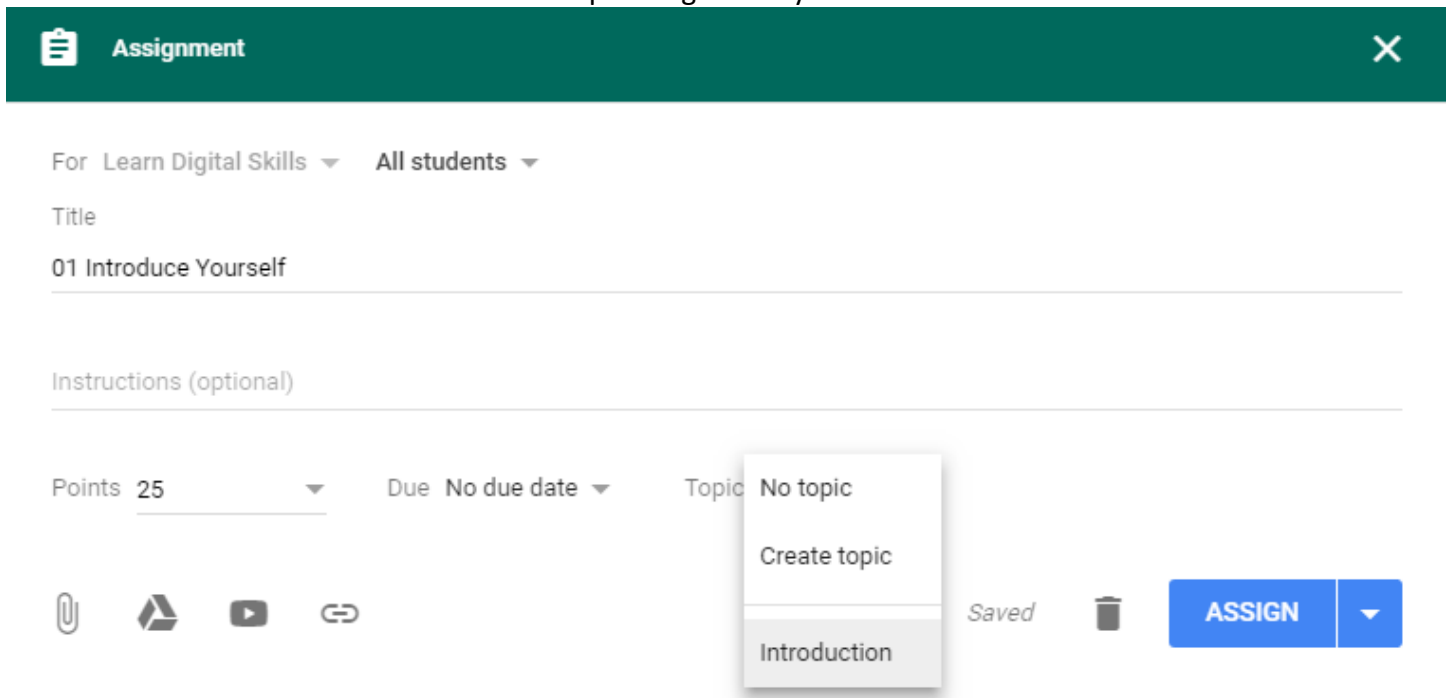 Assignment
For Learn Digital Skills All students
Title
01 Introduce Yourself
Instructions (optional)
Points 25 Due No due date Topic No topic
Create topic
Saved ASSIGN
Introduction